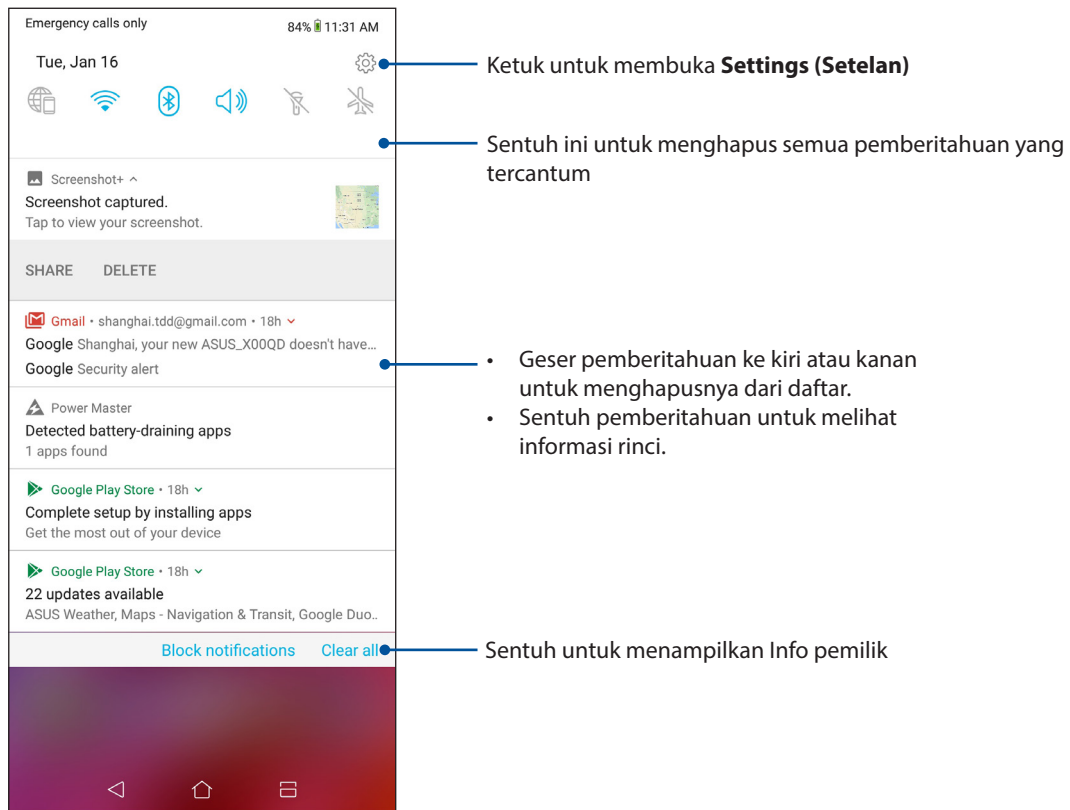 Emergency calls only 84% 11:31 AM
Tue, Jan 16
Ketuk untuk membuka Settings (Setelan)
Sentuh ini untuk menghapus semua pemberitahuan yang
tercantum
Screenshot+
Screenshot captured.
Tap to view your screenshot.
SHARE DELETE
Gmail • shanghai.tdd@gmail.com • 18h
Google Shanghai, your new ASUS_X00QD doesn't have...
Google Security alert
• Geser pemberitahuan ke kiri atau kanan
untuk menghapusnya dari daftar.
• Sentuh pemberitahuan untuk melihat
informasi rinci.
Power Master
Detected battery-draining apps
1 apps found
Google Play Store • 18h
Complete setup by installing apps
Get the most out of your device
Google Play Store • 18h
22 updates available
ASUS Weather, Maps - Navigation & Transit, Google Duo..
Block notifications Clear all
Sentuh untuk menampilkan Info pemilik